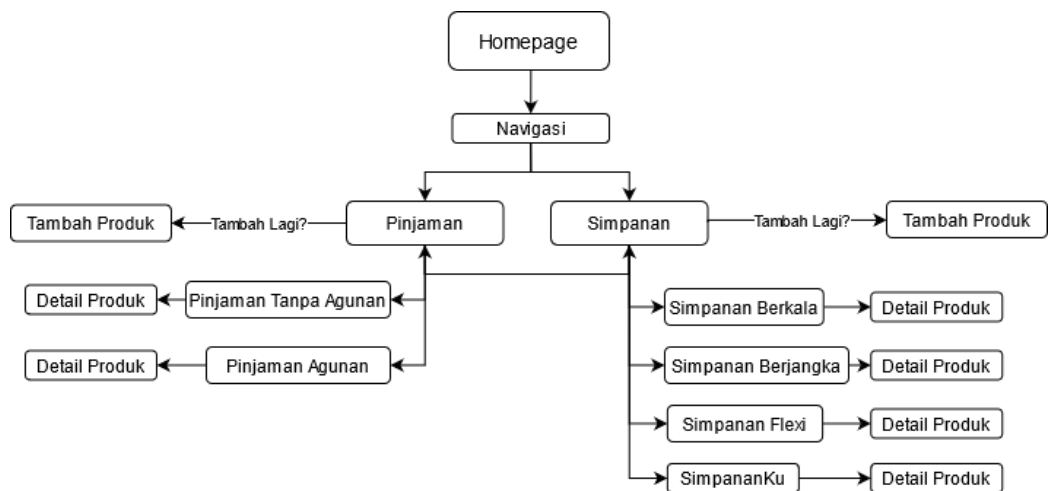 Homepage
Navigasi
Tambah Produk
Tambah Lagi?
Pinjaman
Simpanan
Tambah Lagi?
Tambah Produk
Detail Produk
Pinjaman Tanpa Agunan
Simpanan Berkala
Detail Produk
Detail Produk
Pinjaman Agunan
Simpanan Berjangka
Detail Produk
Simpanan Flexi
Detail Produk
SimpananKu
Detail Produk